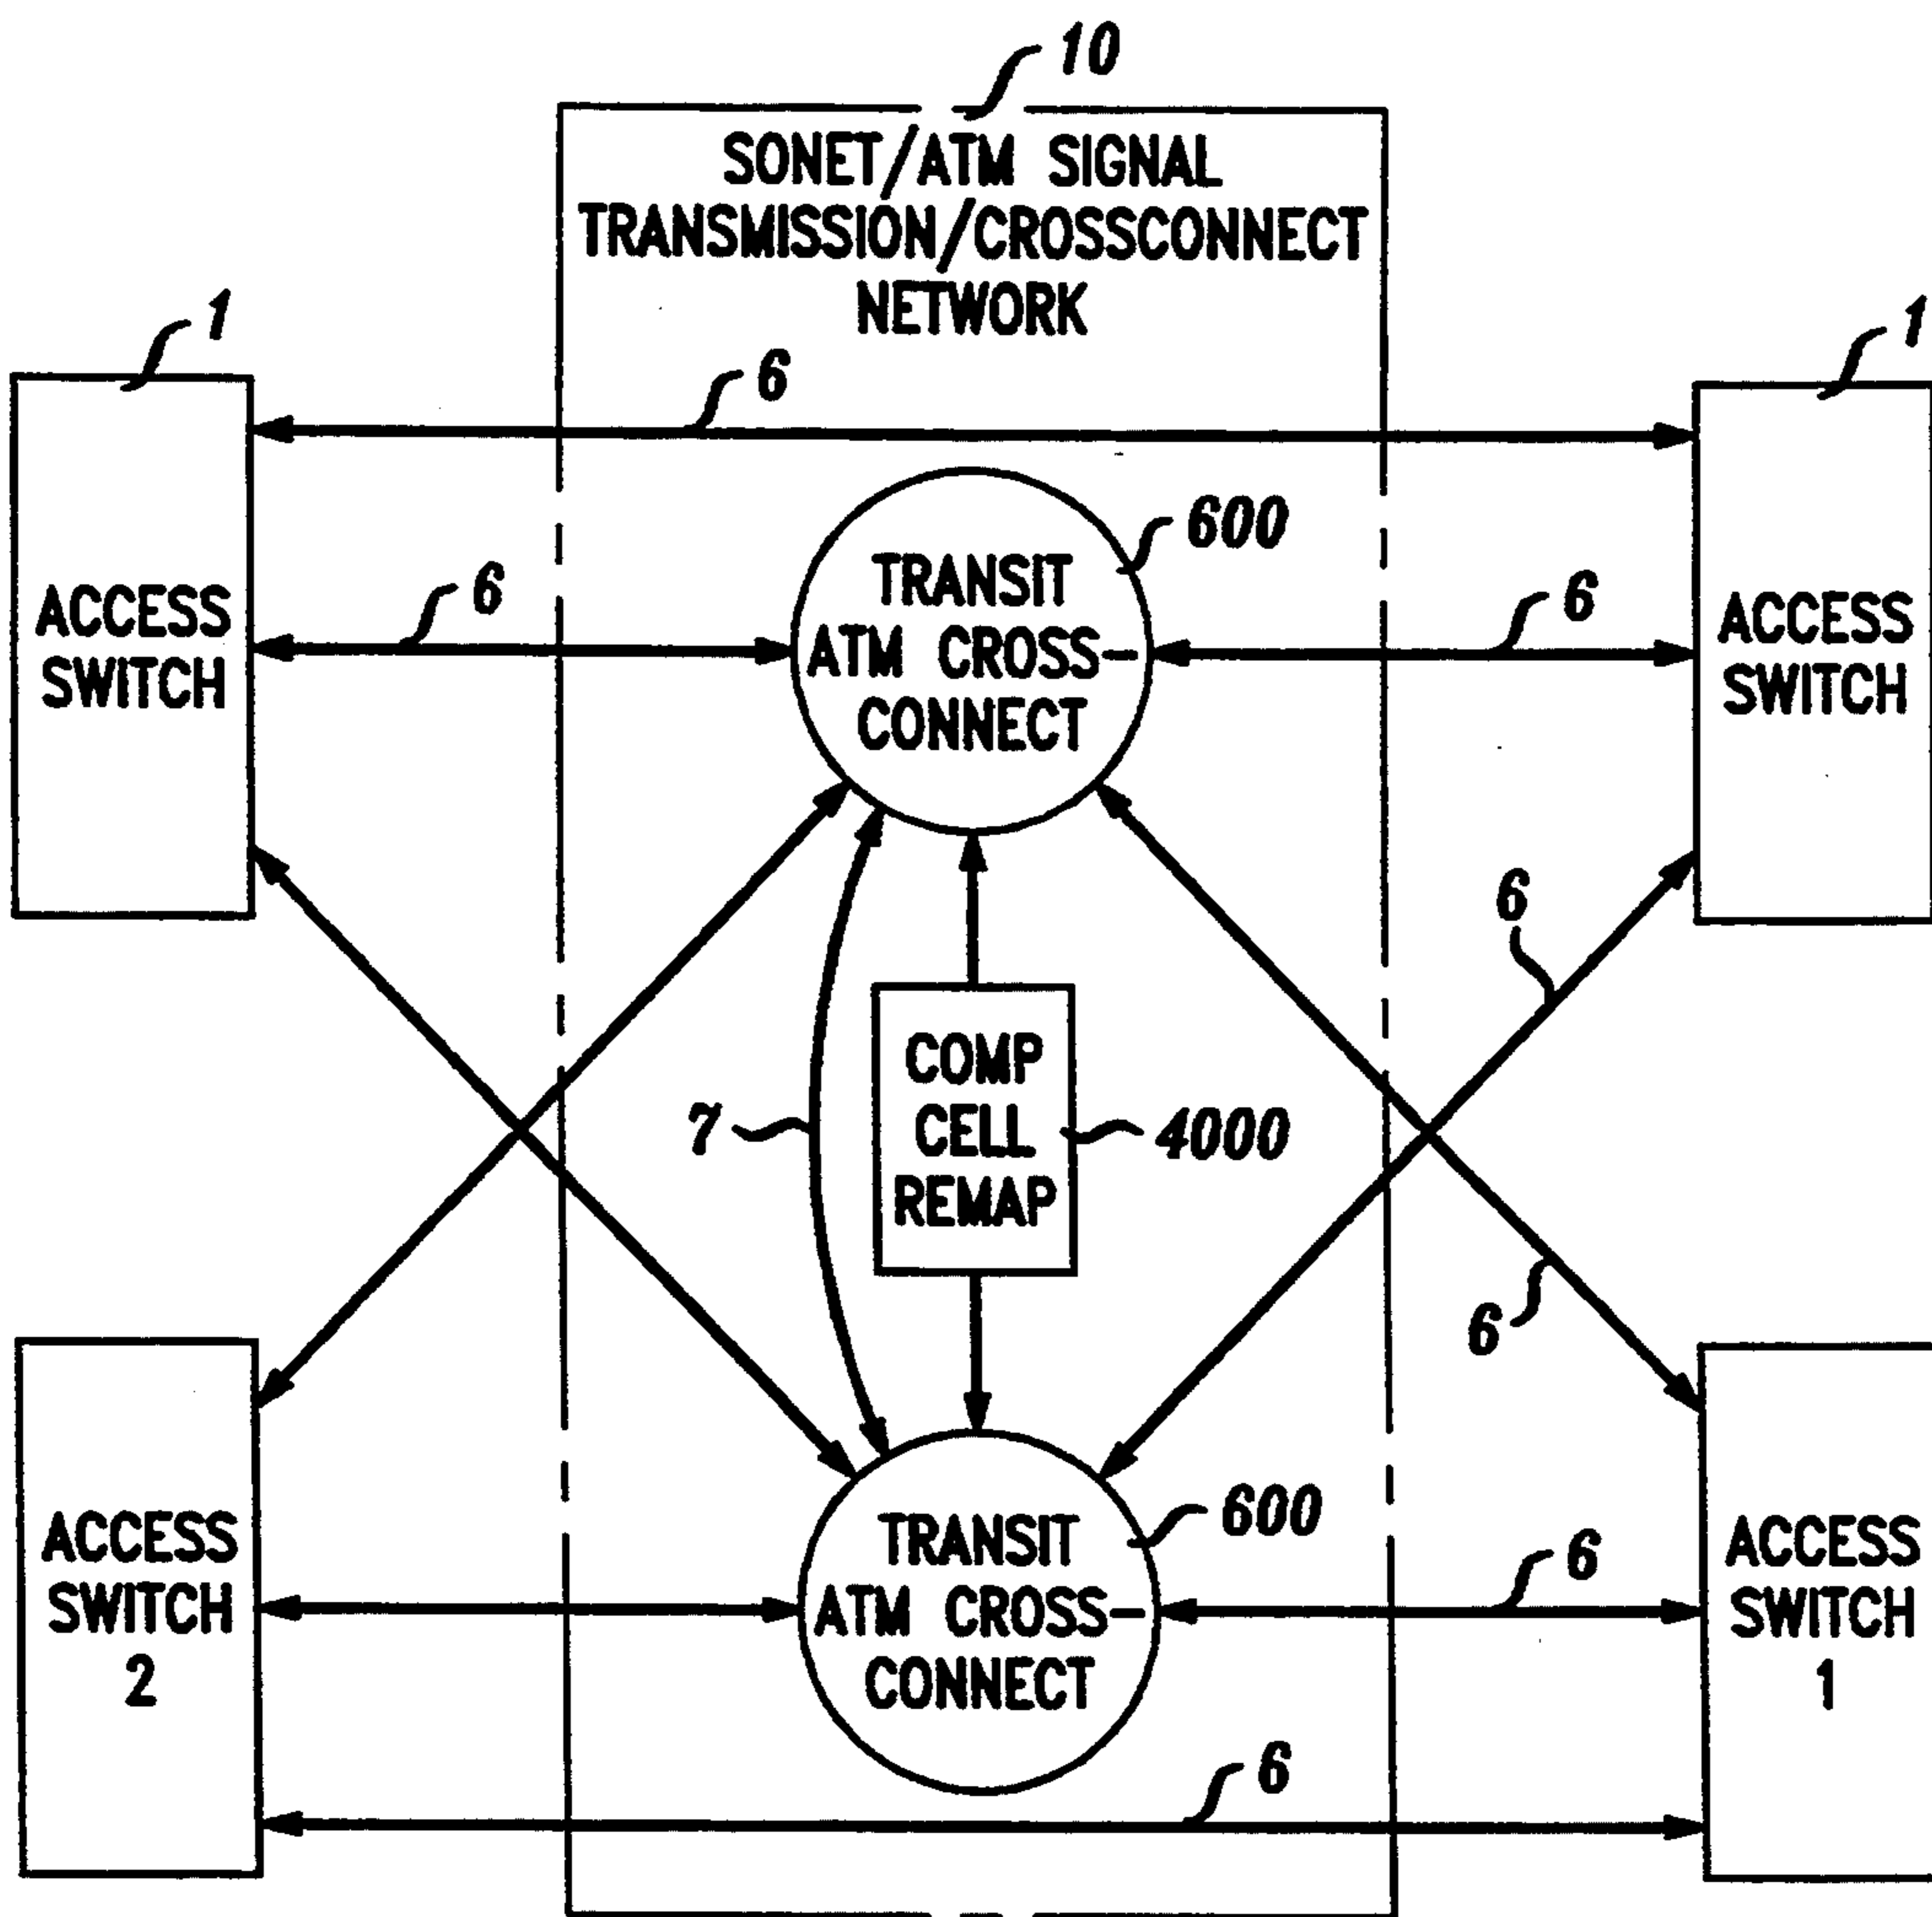 10
SONET/ATM SIGNAL
TRANSMISSION/CROSSCONNECT
NETWORK
1
1
6
600
TRANSIT
ATM CROSS-
CONNECT
ACCESS
SWITCH
6
6
ACCESS
SWITCH
6
7
COMP
CELL
REMAP
4000
6
600
TRANSIT
ATM CROSS-
CONNECT
ACCESS
SWITCH
2
6
ACCESS
SWITCH
1
6